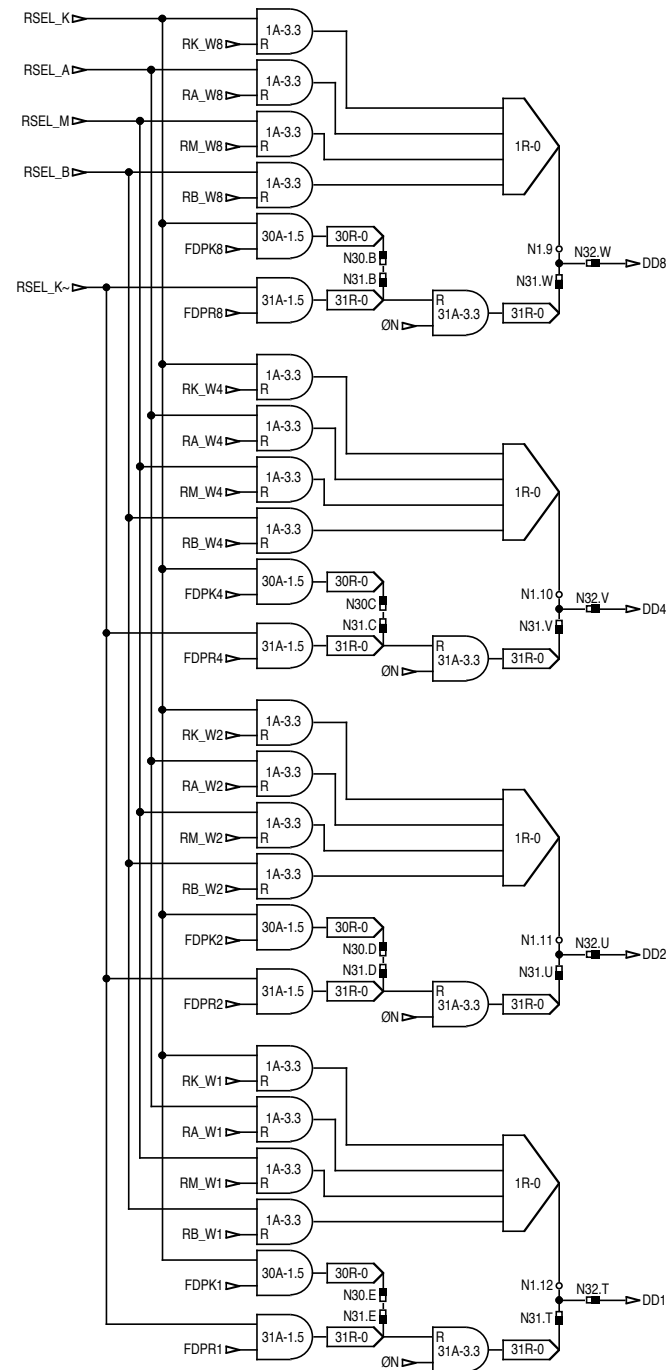 RSEL_K
1A-3.3
RK_W8
R
RSEL_A
1A-3.3
RA_W8
R
RSEL_M
1A-3.3
RM_W8
R
1R-0
RSEL_B
1A-3.3
RB_W8
R
30A-1.5
30R-0
FDPK8
N30.B
N1.9
N32.W
DD8
N31.B
N31.W
RSEL_K~
31A-1.5
31R-0
R
31A-3.3
31R-0
FDPR8
ØN
1A-3.3
RK_W4
R
1A-3.3
RA_W4
R
1A-3.3
RM_W4
R
1R-0
1A-3.3
RB_W4
R
30A-1.5
30R-0
FDPK4
N30C
N1.10
N32.V
DD4
N31.C
N31.V
31A-1.5
31R-0
R
31A-3.3
31R-0
FDPR4
ØN
1A-3.3
RK_W2
R
1A-3.3
RA_W2
R
1A-3.3
RM_W2
R
1R-0
1A-3.3
RB_W2
R
30A-1.5
30R-0
FDPK2
N30.D
N1.11
N32.U
DD2
N31.D
N31.U
31A-1.5
31R-0
R
31A-3.3
31R-0
FDPR2
ØN
1A-3.3
RK_W1
R
1A-3.3
RA_W1
R
1A-3.3
RM_W1
R
1R-0
1A-3.3
RB_W1
R
30A-1.5
30R-0
FDPK1
N30.E
N1.12
N32.T
DD1
N31.E
N31.T
31A-1.5
31R-0
R
31A-3.3
31R-0
FDPR1
ØN